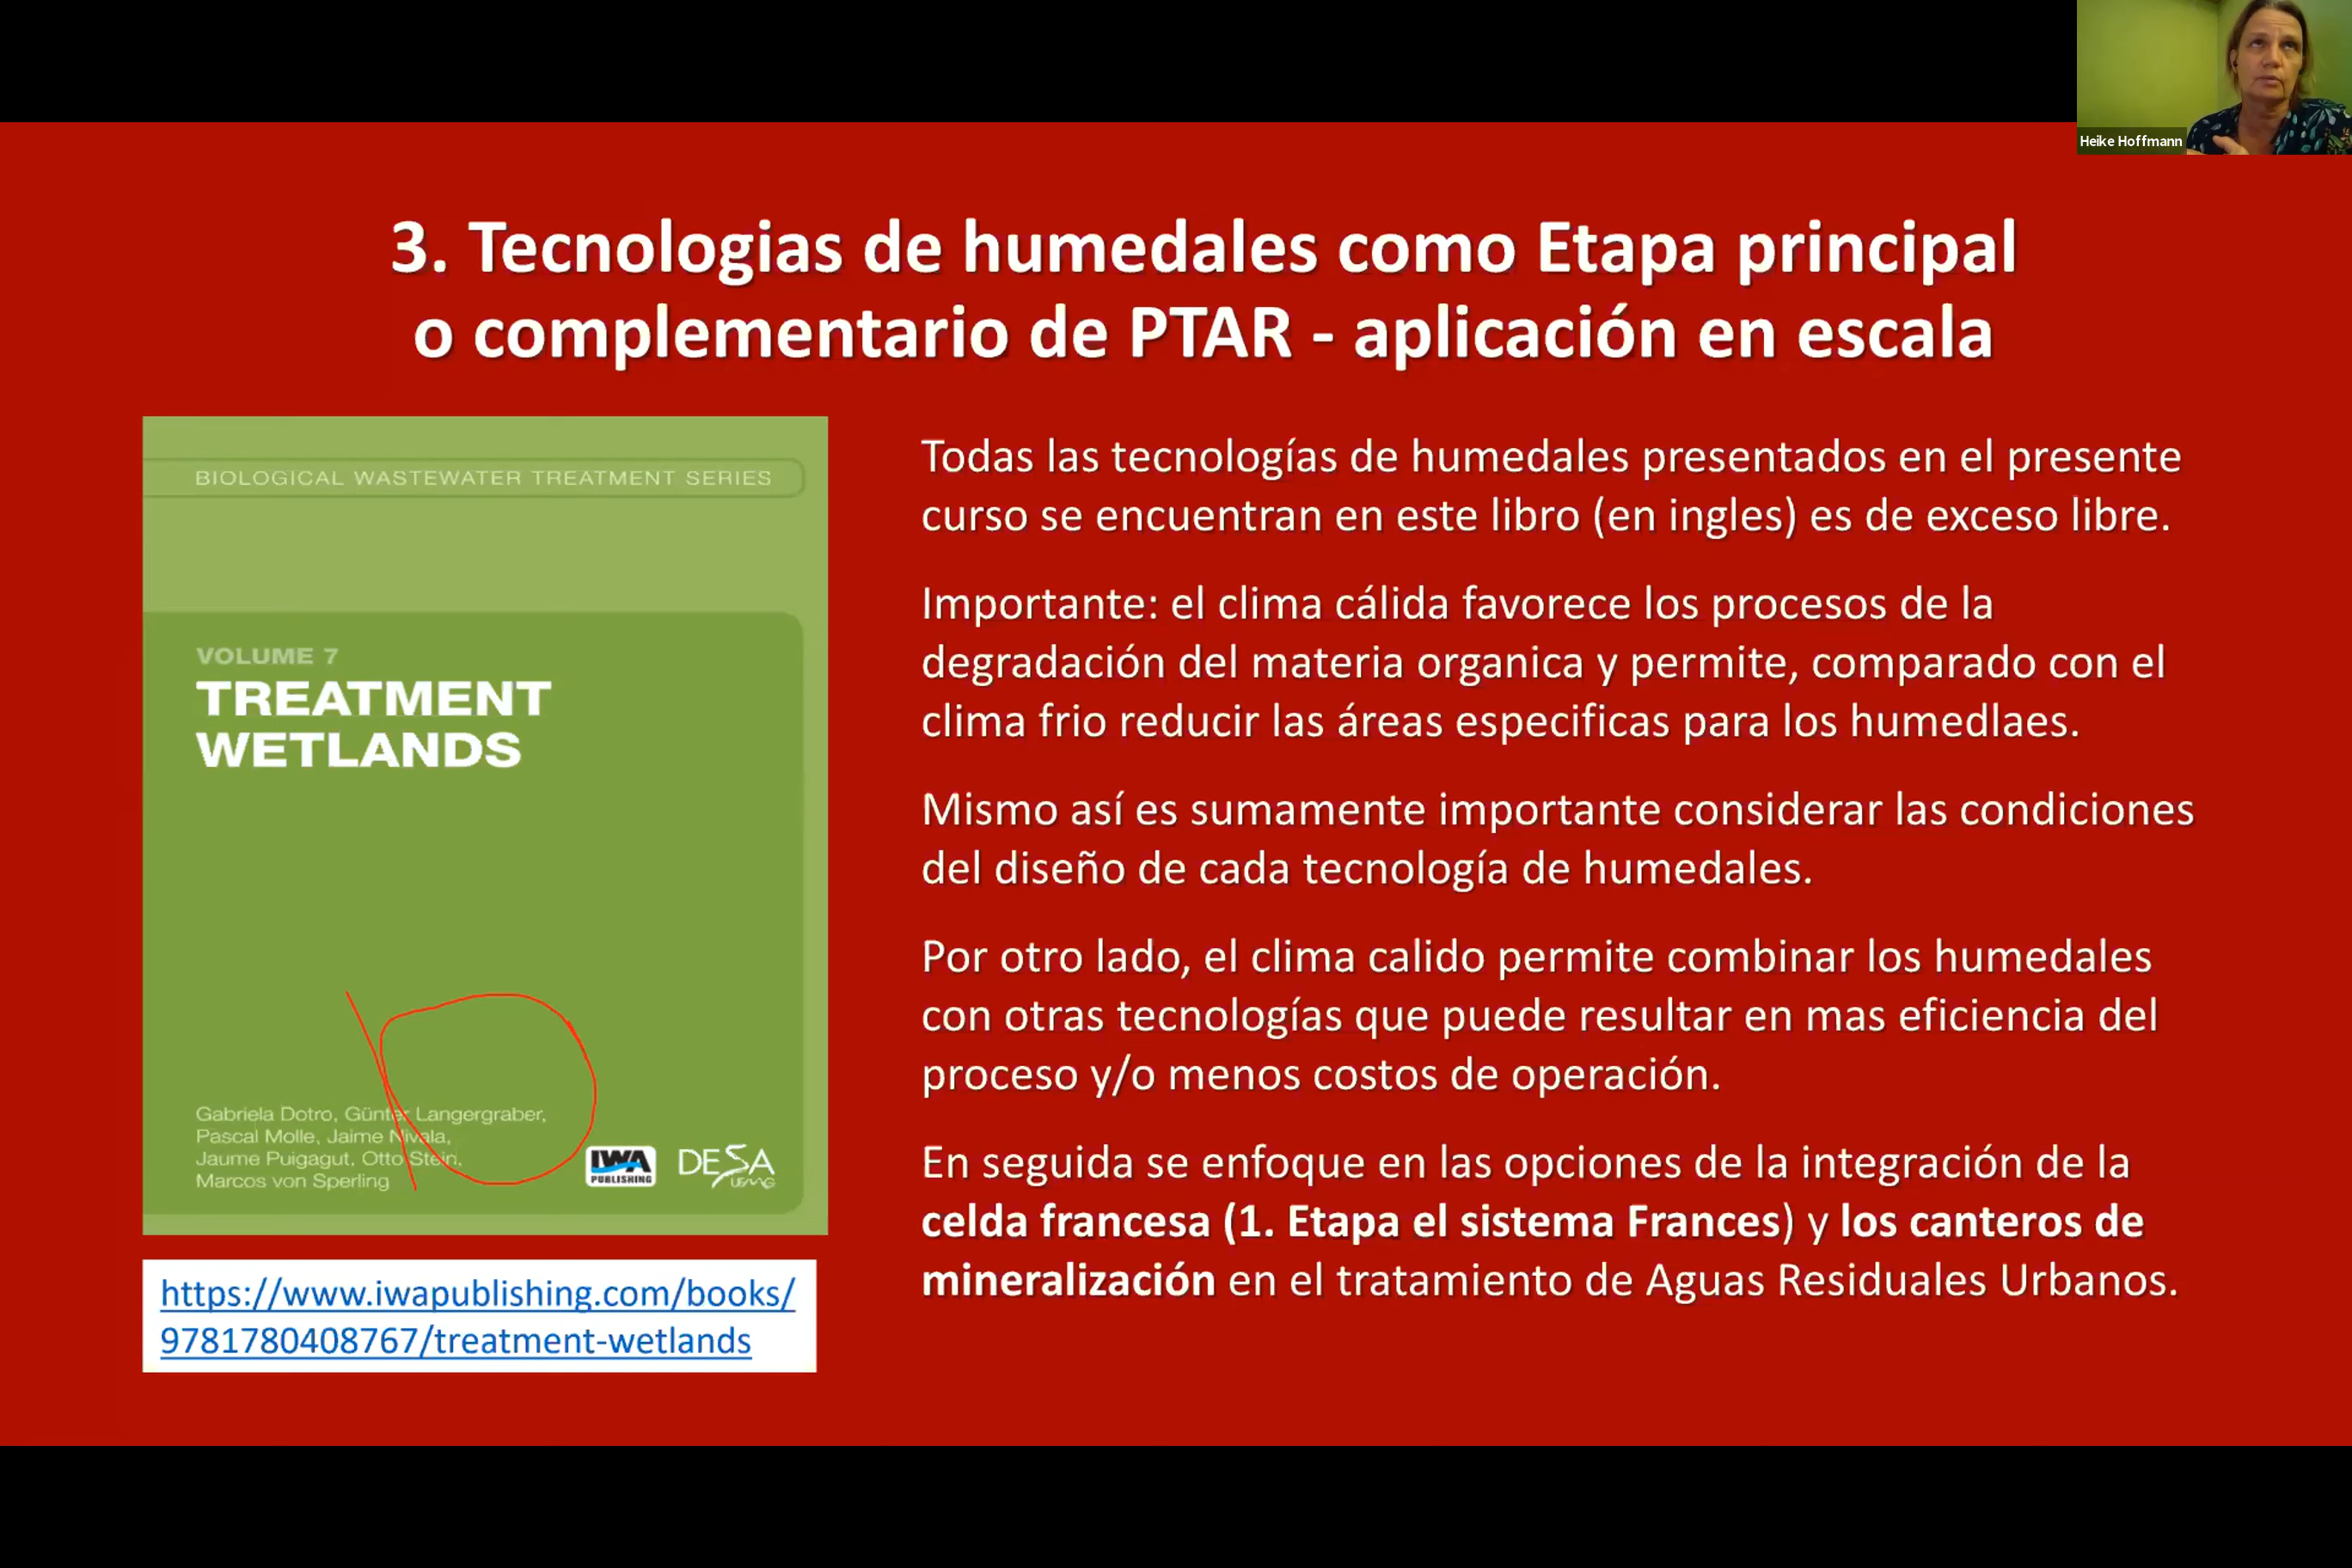 Heike Hoffmann
3. Tecnologias de humedales como Etapa principal
o complementario de PTAR - aplicación en escala
BIOLOGICAL WASTEWATER TREATMENT SERIES
VOLUME 7
TREATMENT
WETLANDS
Gabriela Dotro, Günter Langergraber,
Pascal Molle, Jaime Nivala,
Jaume Puigagut, Otto Stein,
Marcos von Sperling
IWA
PUBLISHING
DESA
UFMG
https://www.iwapublishing.com/books/
9781780408767/treatment-wetlands
Todas las tecnologías de humedales presentados en el presente
curso se encuentran en este libro (en ingles) es de exceso libre.
Importante: el clima cálida favorece los procesos de la
degradación del materia organica y permite, comparado con el
clima frio reducir las áreas especificas para los humedlaes.
Mismo así es sumamente importante considerar las condiciones
del diseño de cada tecnología de humedales.
Por otro lado, el clima calido permite combinar los humedales
con otras tecnologías que puede resultar en mas eficiencia del
proceso y/o menos costos de operación.
En seguida se enfoque en las opciones de la integración de la
celda francesa (1. Etapa el sistema Frances) y los canteros de
mineralización en el tratamiento de Aguas Residuales Urbanos.